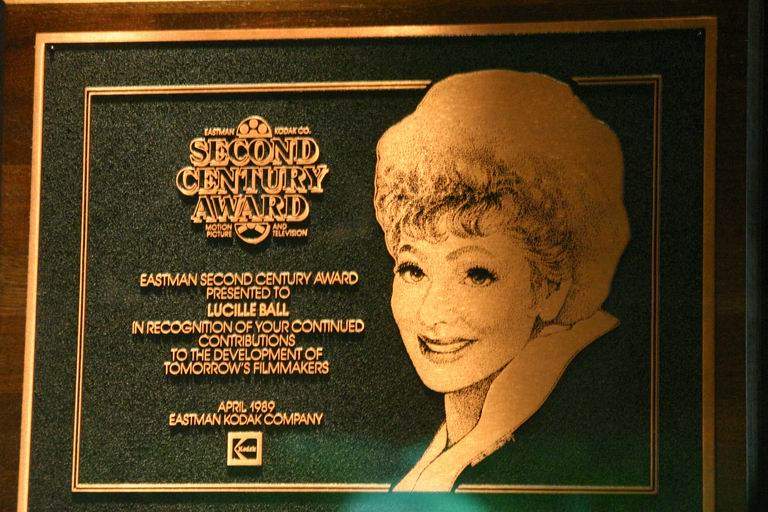 EASTMAN KODAK CO.
SECOND
CENTURY
AWARD
MOTION PICTURE AND TELEVISION
EASTMAN SECOND CENTURY AWARD
PRESENTED TO
LUCILLE BALL
IN RECOGNITION OF YOUR CONTINUED
CONTRIBUTIONS
TO THE DEVELOPMENT OF
TOMORROW'S FILMMAKERS
APRIL 1989
EASTMAN KODAK COMPANY
Kodak